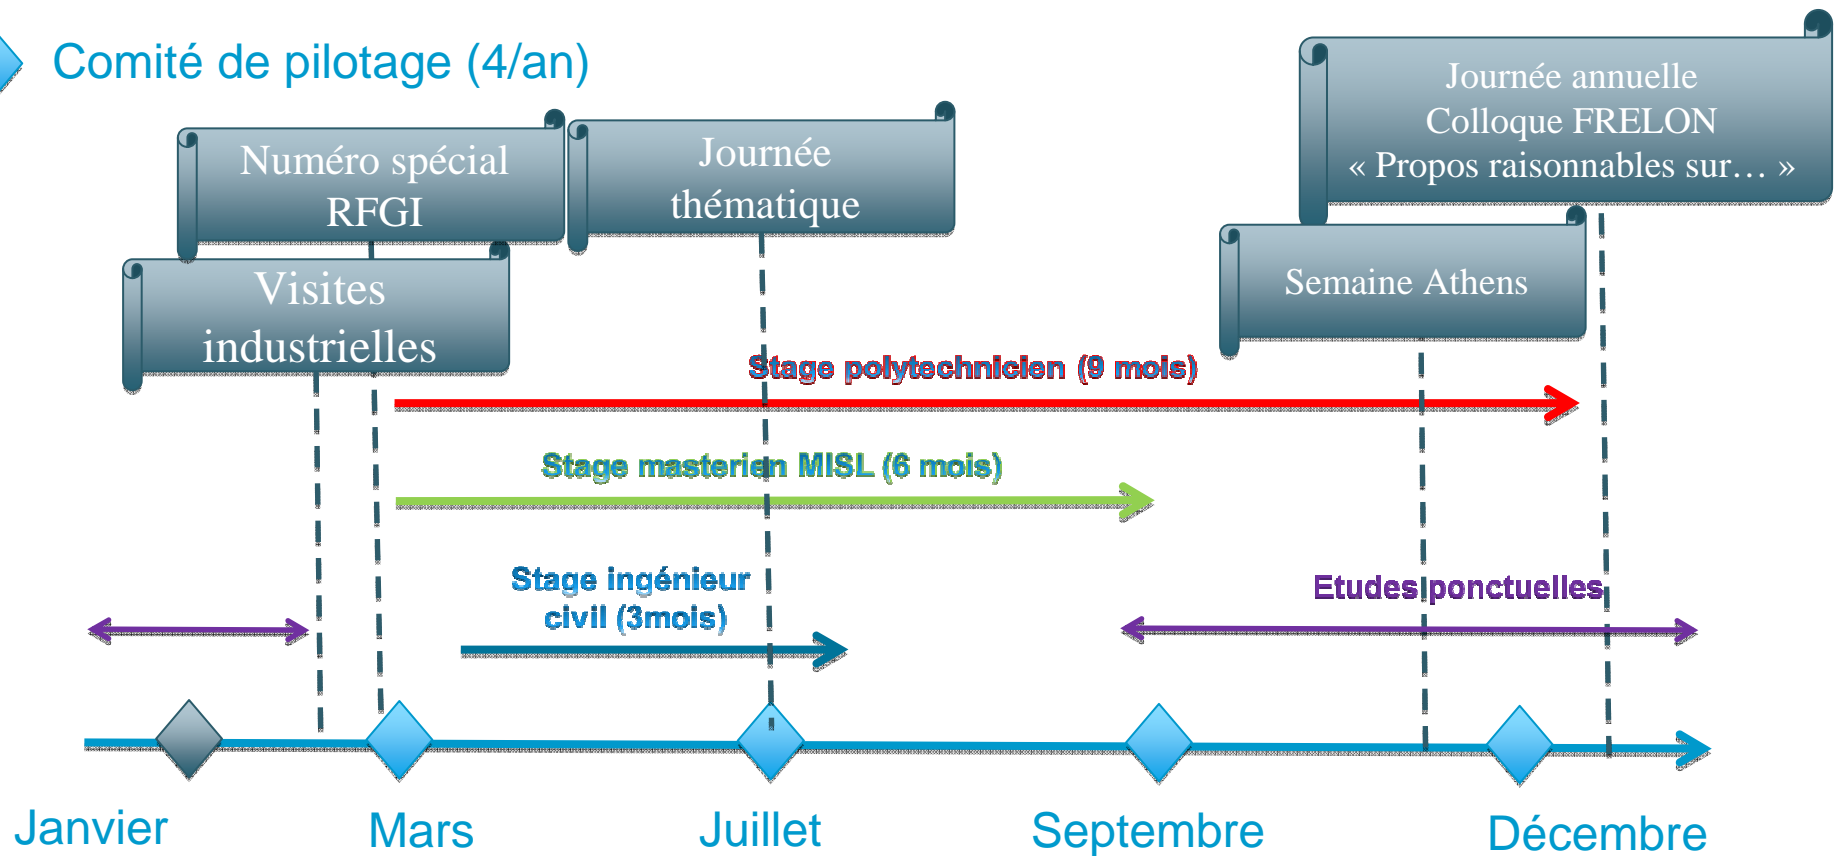 Comité de pilotage (4/an)
Journée annuelle
Colloque FRELON
« Propos raisonnables sur… »
Numéro spécial
RFGI
Journée
thématique
Visites
industrielles
Semaine Athens
Stage polytechnicien (9 mois)
Stage masterien MISL (6 mois)
Stage ingénieur
civil (3mois)
Etudes ponctuelles
Janvier
Mars
Juillet
Septembre
Décembre